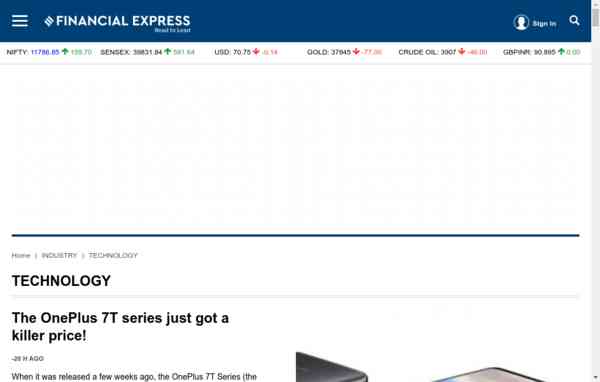 FINANCIAL EXPRESS
Read to Lead
Sign In
NIFTY: 11786.85 159.70 SENSEX: 39831.84 581.64 USD: 70.75 -0.14 GOLD: 37945 -77.00 CRUDE OIL: 3907 -46.00 GBPINR: 90.895 0.00
Home | INDUSTRY | TECHNOLOGY
TECHNOLOGY
The OnePlus 7T series just got a
killer price!
-20 H AGO
When it was released a few weeks ago, the OnePlus 7T Series (the